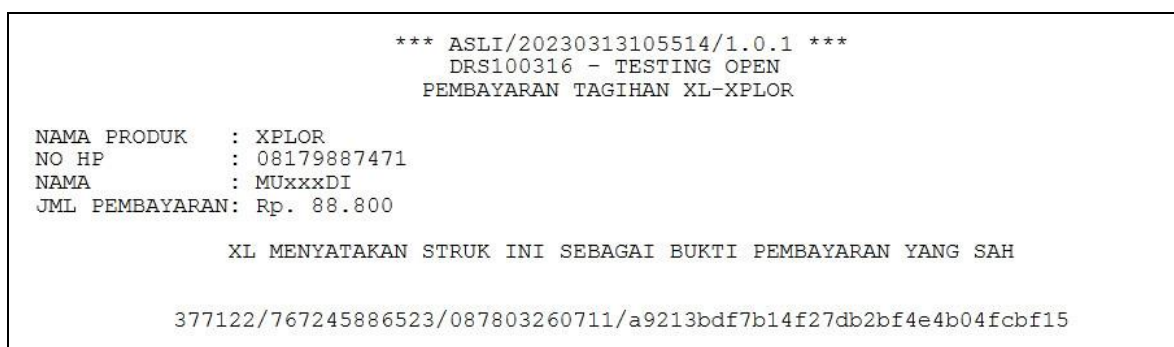 *** ASLI/20230313105514/1.0.1 ***
DRS100316 - TESTING OPEN
PEMBAYARAN TAGIHAN XL-XPLOR
NAMA PRODUK : XPLOR
NO HP : 08179887471
NAMA : MUxxxDI
JML PEMBAYARAN: Rp. 88.800
XL MENYATAKAN STRUK INI SEBAGAI BUKTI PEMBAYARAN YANG SAH
377122/767245886523/087803260711/a9213bdf7b14f27db2bf4e4b04fcbf15